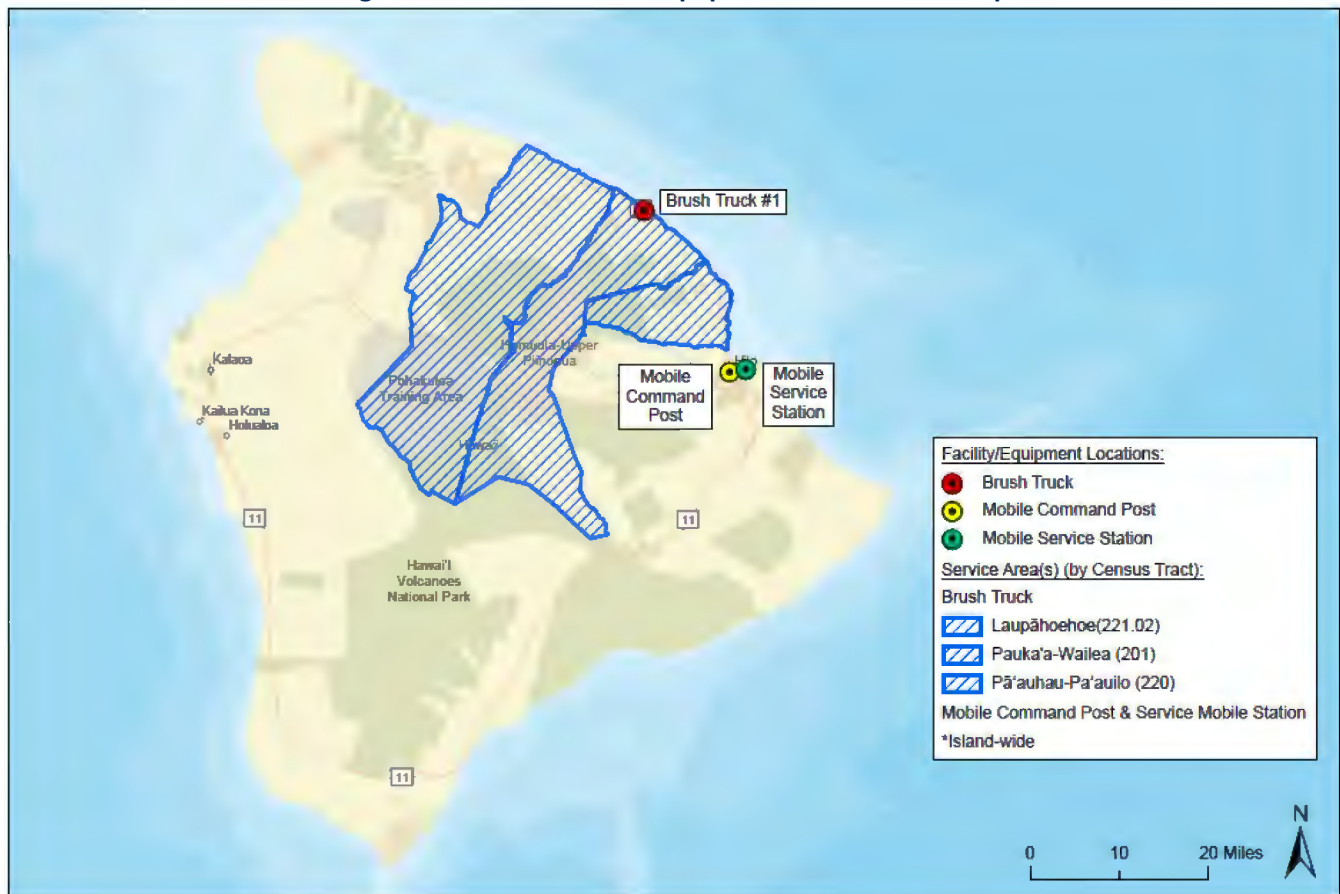 Brush Truck #1
Kalaoa
Kailua Kona
Holualoa
Pohakuloa
Training Area
Hawai'i
Hilo
Mobile
Command
Post
Mobile
Service
Station
11
11
Hawai'i
Volcanoes
National Park
11
Facility/Equipment Locations:
Brush Truck
Mobile Command Post
Mobile Service Station
Service Area(s) (by Census Tract):
Brush Truck
Laupāhoehoe(221.02)
Pauka'a-Wailea (201)
Pā'auhau-Pa'auilo (220)
Mobile Command Post & Service Mobile Station
*Island-wide
N
0 10 20 Miles